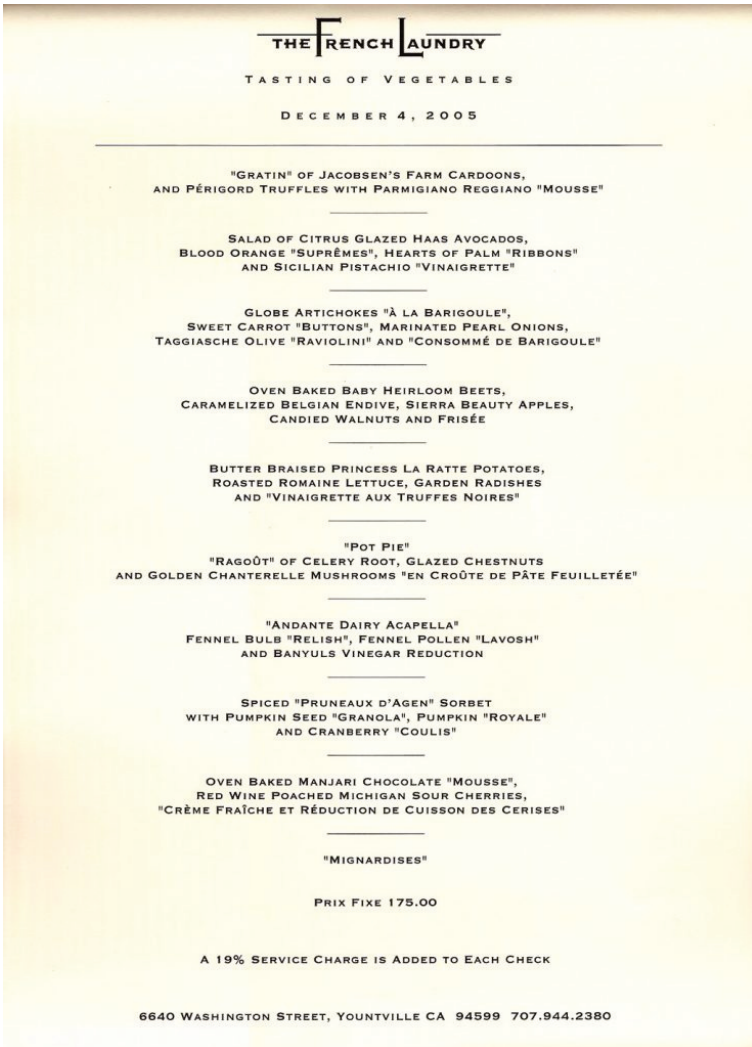 THE FRENCH LAUNDRY
TASTING OF VEGETABLES
DECEMBER 4, 2005
"GRATIN" OF JACOBSEN'S FARM CARDOONS,
AND PÉRIGORD TRUFFLES WITH PARMIGIANO REGGIANO "MOUSSE"
SALAD OF CITRUS GLAZED HAAS AVOCADOS,
BLOOD ORANGE "SUPRÊMES", HEARTS OF PALM "RIBBONS"
AND SICILIAN PISTACHIO "VINAIGRETTE"
GLOBE ARTICHOKES "À LA BARIGOULE",
SWEET CARROT "BUTTONS", MARINATED PEARL ONIONS,
TAGGIASCHE OLIVE "RAVIOLINI" AND "CONSOMMÉ DE BARIGOULE"
OVEN BAKED BABY HEIRLOOM BEETS,
CARAMELIZED BELGIAN ENDIVE, SIERRA BEAUTY APPLES,
CANDIED WALNUTS AND FRISÉE
BUTTER BRAISED PRINCESS LA RATTE POTATOES,
ROASTED ROMAINE LETTUCE, GARDEN RADISHES
AND "VINAIGRETTE AUX TRUFFES NOIRES"
"POT PIE"
"RAGOÛT" OF CELERY ROOT, GLAZED CHESTNUTS
AND GOLDEN CHANTERELLE MUSHROOMS "EN CROÛTE DE PÂTE FEUILLETÉE"
"ANDANTE DAIRY ACAPELLA"
FENNEL BULB "RELISH", FENNEL POLLEN "LAVOSH"
AND BANYULS VINEGAR REDUCTION
SPICED "PRUNEAUX D'AGEN" SORBET
WITH PUMPKIN SEED "GRANOLA", PUMPKIN "ROYALE"
AND CRANBERRY "COULIS"
OVEN BAKED MANJARI CHOCOLATE "MOUSSE",
RED WINE POACHED MICHIGAN SOUR CHERRIES,
"CRÈME FRAÎCHE ET RÉDUCTION DE CUISSON DES CERISES"
"MIGNARDISES"
PRIX FIXE 175.00
A 19% SERVICE CHARGE IS ADDED TO EACH CHECK
6640 WASHINGTON STREET, YOUNTVILLE CA 94599 707.944.2380